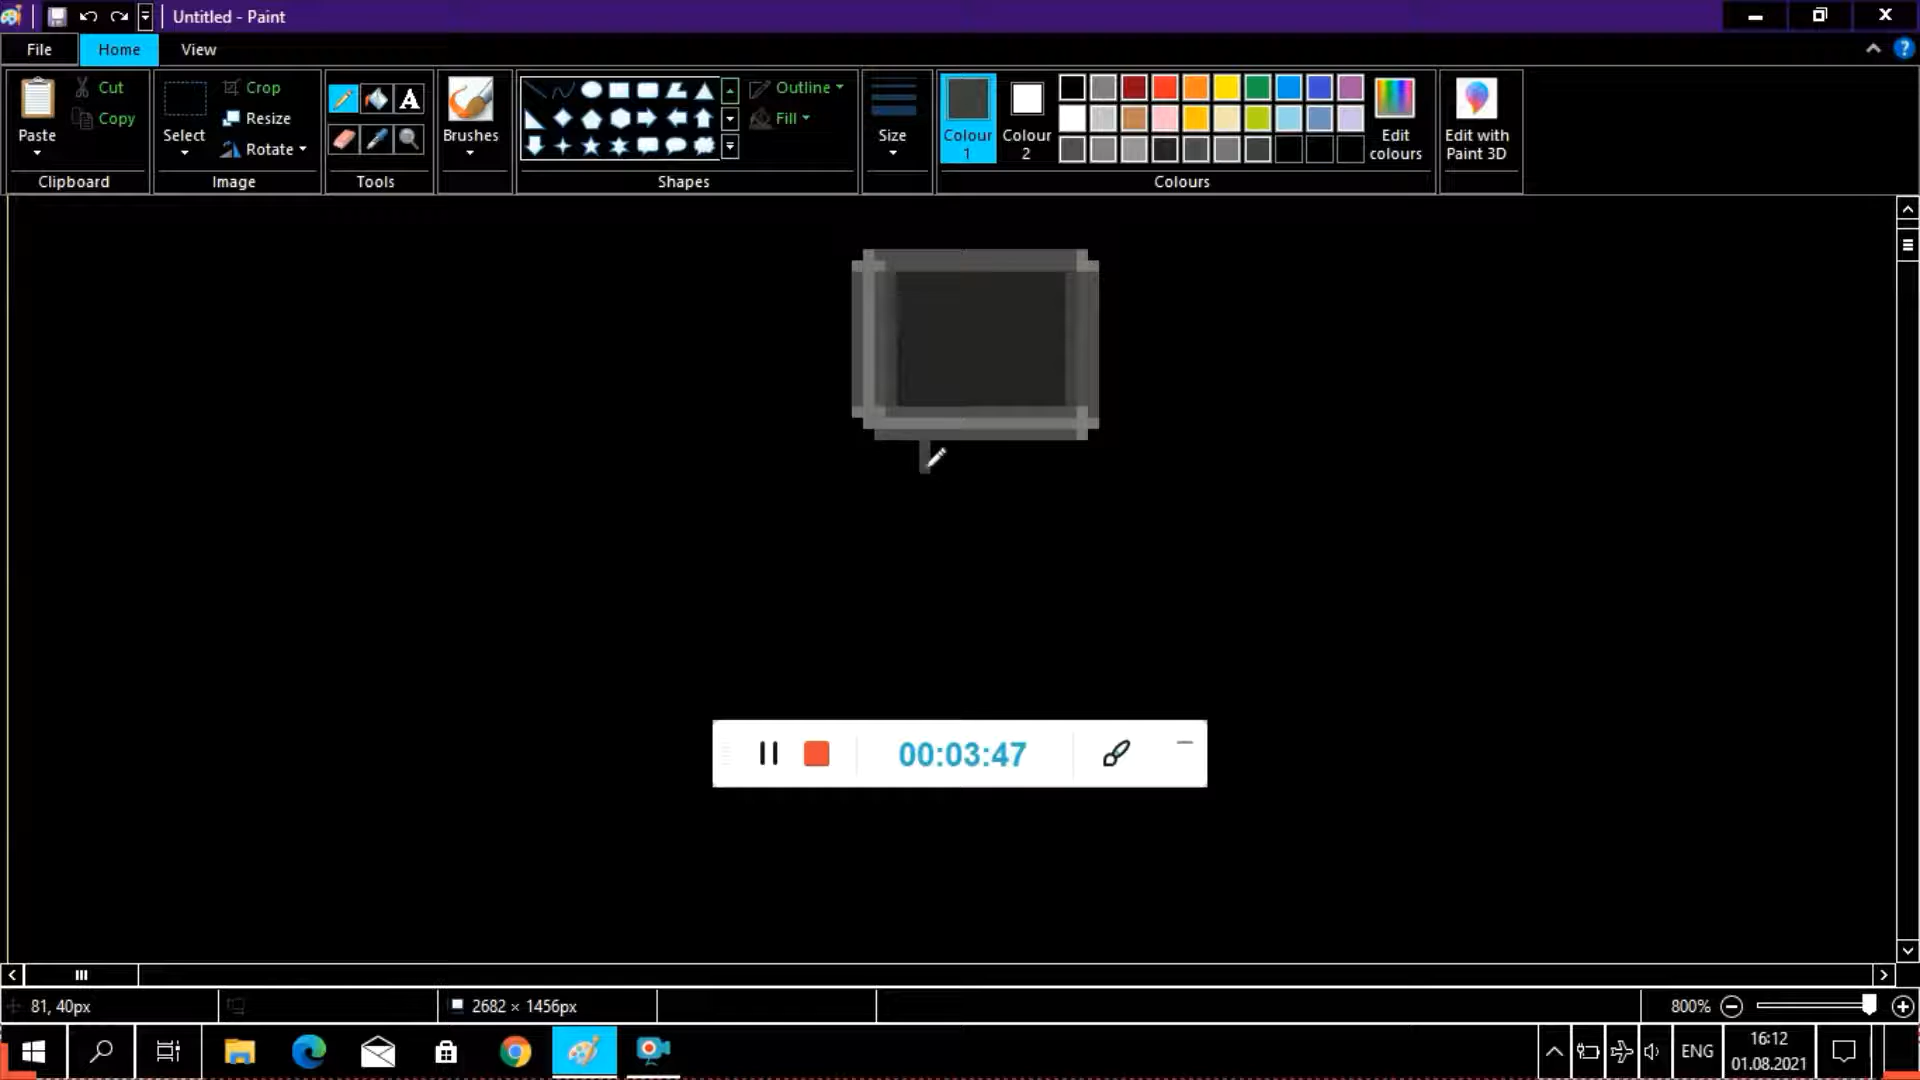 Untitled - Paint
File Home View
Paste
Cut
Copy
Clipboard
Select
Crop
Resize
Rotate
Image
A
Tools
Brushes
Outline
Fill
Shapes
Size
Colour 1
Colour 2
Edit colours
Colours
Edit with Paint 3D
00:03:47
81, 40px
2682 × 1456px
800%
ENG
16:12
01.08.2021